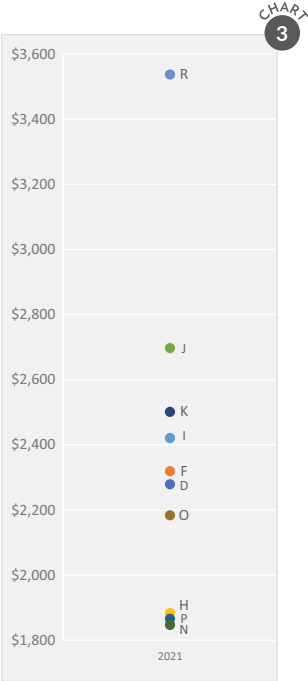 CHART
3
$3,600
R
$3,400
$3,200
$3,000
$2,800
J
$2,600
K
I
$2,400
F
D
$2,200
O
$2,000
H
P
N
$1,800
2021